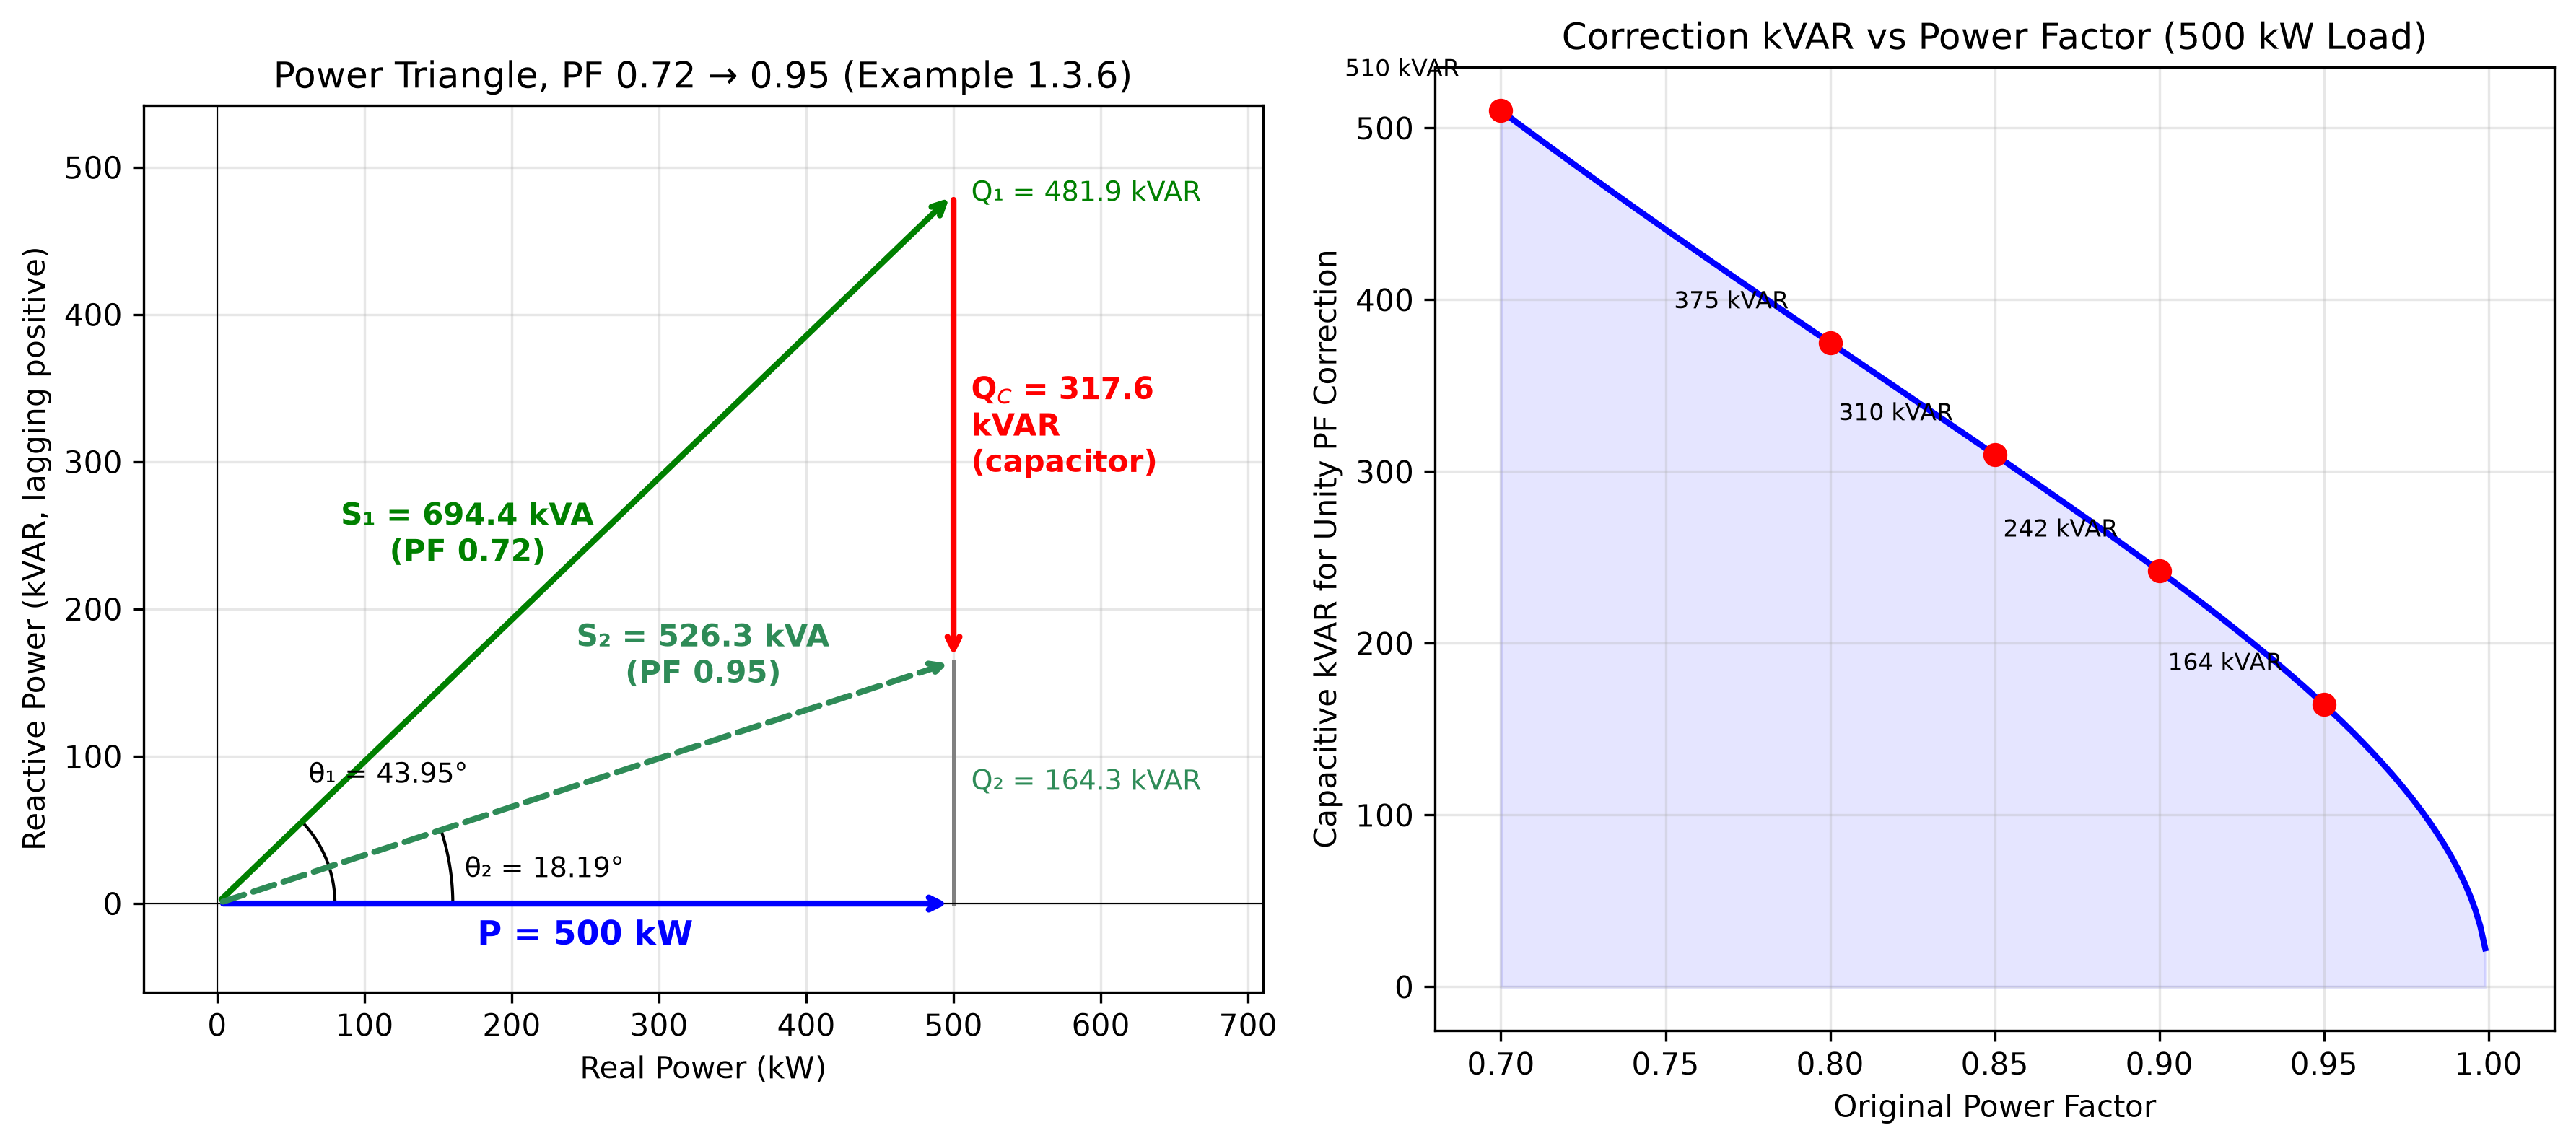 Power Triangle, PF 0.72 → 0.95 (Example 1.3.6)
Reactive Power (kVAR, lagging positive)
500
400
300
200
100
0
Q₁ = 481.9 kVAR
Q_C = 317.6
kVAR
(capacitor)
S₁ = 694.4 kVA
(PF 0.72)
S₂ = 526.3 kVA
(PF 0.95)
θ₁ = 43.95°
Q₂ = 164.3 kVAR
θ₂ = 18.19°
P = 500 kW
0 100 200 300 400 500 600 700
Real Power (kW)
Correction kVAR vs Power Factor (500 kW Load)
Capacitive kVAR for Unity PF Correction
500
400
300
200
100
0
510 kVAR
375 kVAR
310 kVAR
242 kVAR
164 kVAR
0.70 0.75 0.80 0.85 0.90 0.95 1.00
Original Power Factor